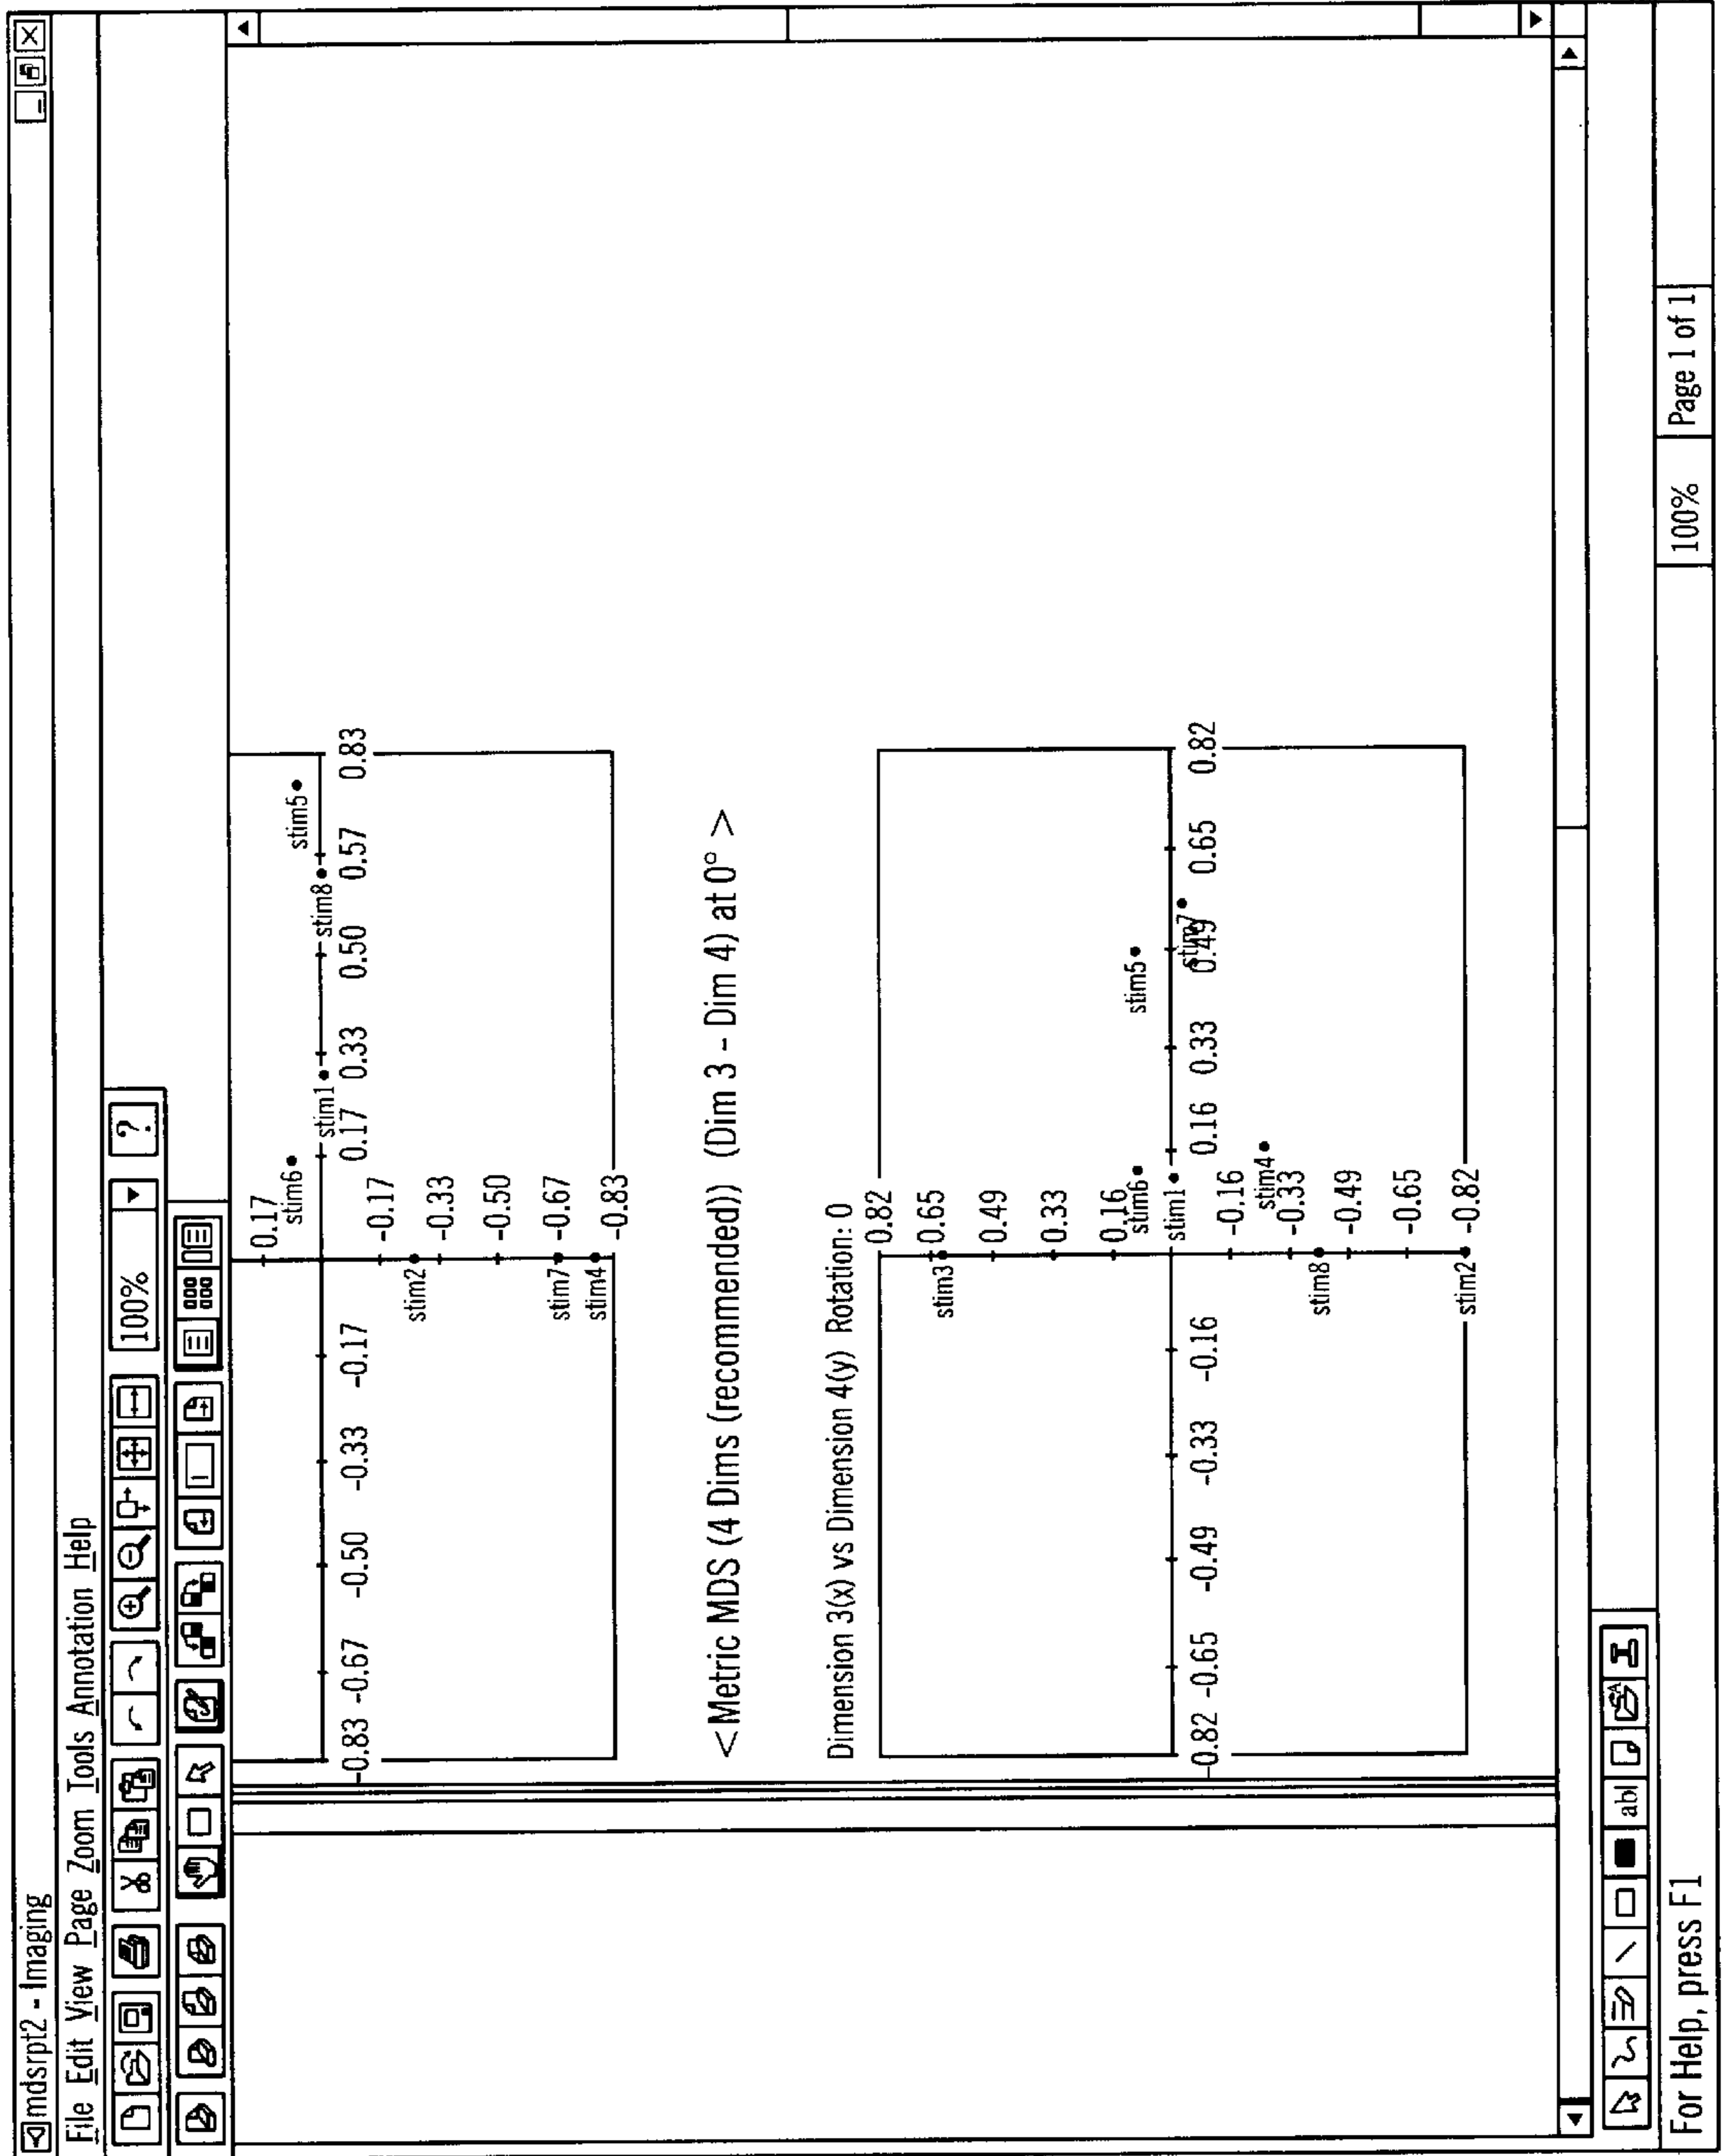 mdsrpt2 - Imaging
File Edit View Page Zoom Tools Annotation Help
100% ?
0.17
stim6
stim5
stim1
stim8
-0.83 -0.67 -0.50 -0.33 -0.17 0.17 0.33 0.50 0.57 0.83
-0.17
stim2
-0.33
-0.50
stim7
-0.67
stim4
-0.83
<Metric MDS (4 Dims (recommended)) (Dim 3 - Dim 4) at 0° >
Dimension 3(x) vs Dimension 4(y) Rotation: 0
0.82
0.65
stim3
0.49
0.33
0.16
stim6
stim5
stim1
stim7
-0.82 -0.65 -0.49 -0.33 -0.16 0.16 0.33 0.49 0.65 0.82
-0.16
stim4
-0.33
stim8
-0.49
-0.65
stim2
-0.82
abl
A
For Help, press F1
100%
Page 1 of 1